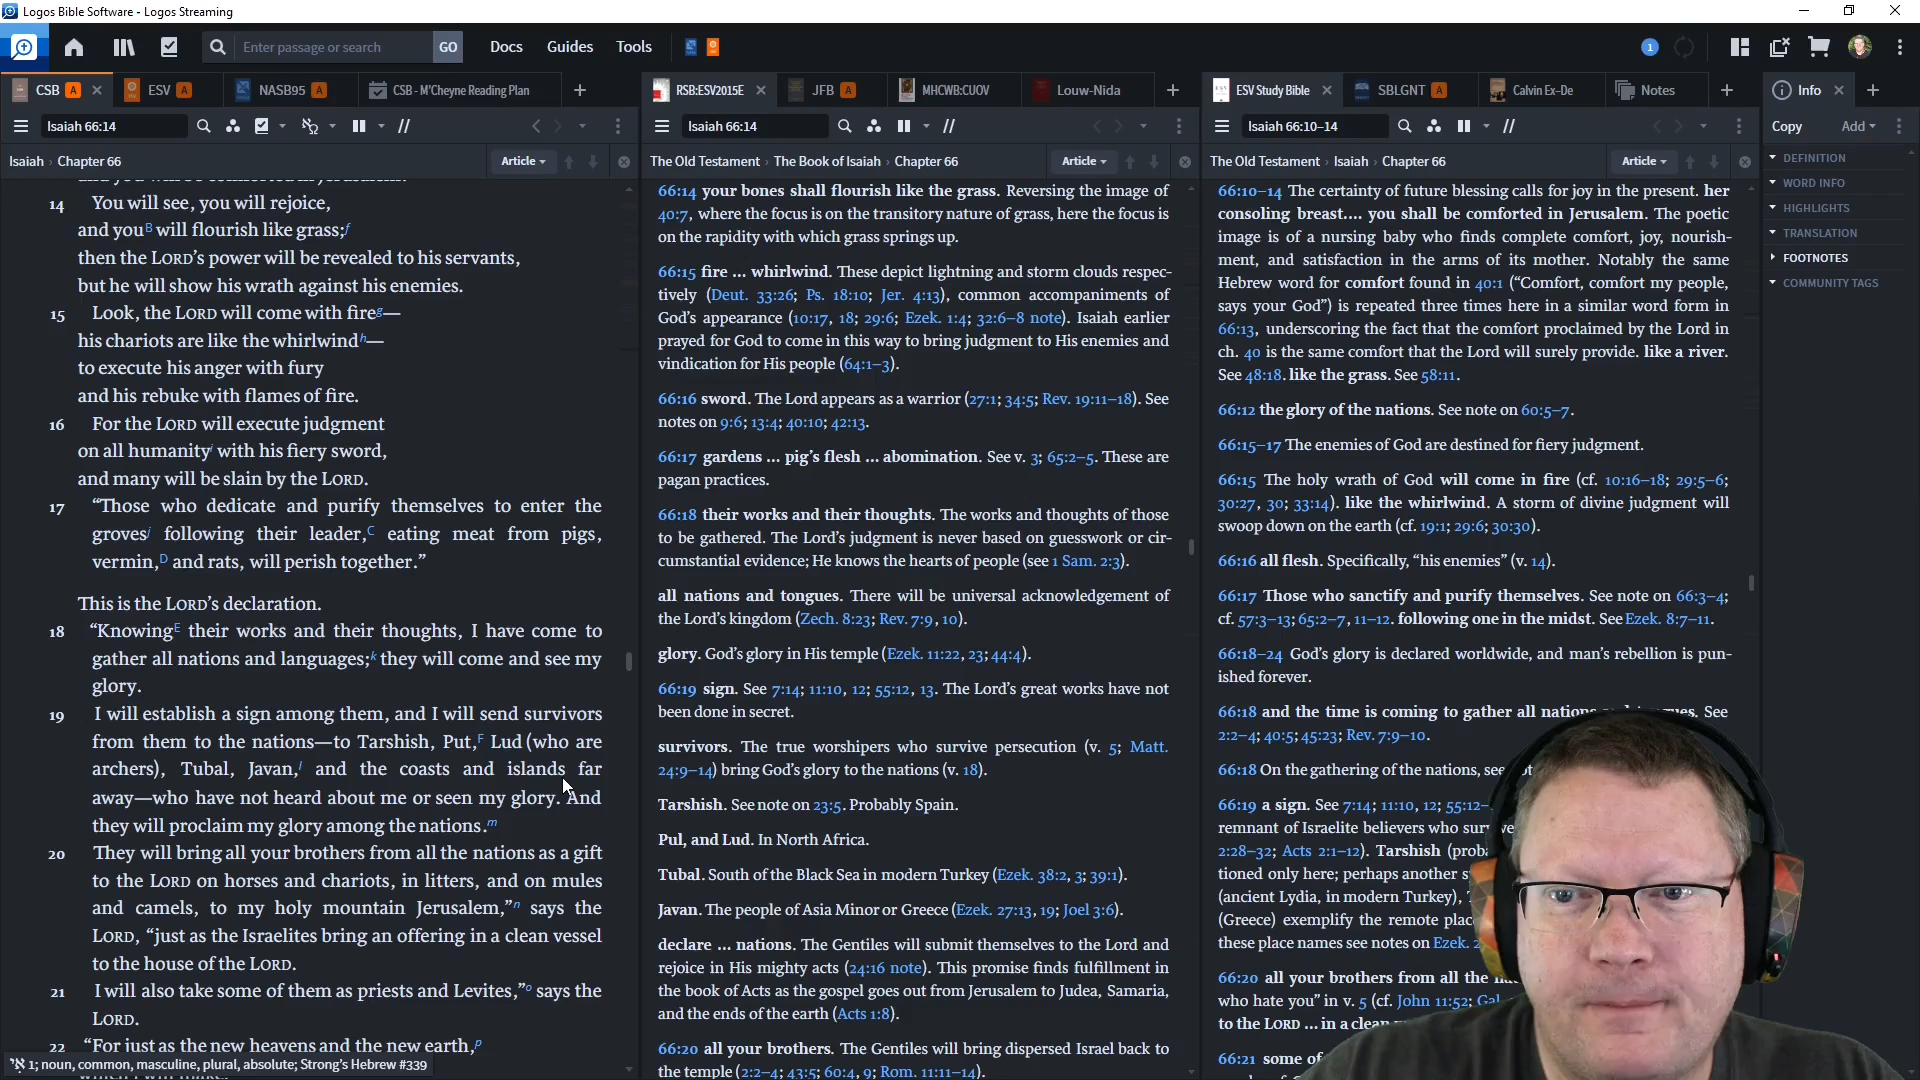 Logos Bible Software - Logos Streaming
Enter passage or search
GO
Docs
Guides
Tools
1
CSB A
ESV A
NASB95 A
CSB - M'Cheyne Reading Plan
Isaiah 66:14
Isaiah › Chapter 66
Article
14 You will see, you will rejoice,
and youB will flourish like grass;f
then the LORD's power will be revealed to his servants,
but he will show his wrath against his enemies.
15 Look, the LORD will come with fireg—
his chariots are like the whirlwindh—
to execute his anger with fury
and his rebuke with flames of fire.
16 For the LORD will execute judgment
on all humanityi with his fiery sword,
and many will be slain by the LORD.
17 “Those who dedicate and purify themselves to enter the
grovesj following their leader,C eating meat from pigs,
vermin,D and rats, will perish together.”
This is the LORD's declaration.
18 “KnowingE their works and their thoughts, I have come to
gather all nations and languages;k they will come and see my
glory.
19 I will establish a sign among them, and I will send survivors
from them to the nations—to Tarshish, Put,F Lud (who are
archers), Tubal, Javan,l and the coasts and islands far
away—who have not heard about me or seen my glory. And
they will proclaim my glory among the nations.m
20 They will bring all your brothers from all the nations as a gift
to the LORD on horses and chariots, in litters, and on mules
and camels, to my holy mountain Jerusalem,”n says the
LORD, “just as the Israelites bring an offering in a clean vessel
to the house of the LORD.
21 I will also take some of them as priests and Levites,”o says the
LORD.
22 “For just as the new heavens and the new earth,p
1; noun, common, masculine, plural, absolute; Strong's Hebrew #339
RSB:ESV2015E
JFB A
MHCWB:CUOV
Louw-Nida
Isaiah 66:14
The Old Testament › The Book of Isaiah › Chapter 66
Article
66:14 your bones shall flourish like the grass. Reversing the image of
40:7, where the focus is on the transitory nature of grass, here the focus is
on the rapidity with which grass springs up.
66:15 fire ... whirlwind. These depict lightning and storm clouds respec-
tively (Deut. 33:26; Ps. 18:10; Jer. 4:13), common accompaniments of
God's appearance (10:17, 18; 29:6; Ezek. 1:4; 32:6–8 note). Isaiah earlier
prayed for God to come in this way to bring judgment to His enemies and
vindication for His people (64:1–3).
66:16 sword. The Lord appears as a warrior (27:1; 34:5; Rev. 19:11–18). See
notes on 9:6; 13:4; 40:10; 42:13.
66:17 gardens ... pig's flesh ... abomination. See v. 3; 65:2–5. These are
pagan practices.
66:18 their works and their thoughts. The works and thoughts of those
to be gathered. The Lord's judgment is never based on guesswork or cir-
cumstantial evidence; He knows the hearts of people (see 1 Sam. 2:3).
all nations and tongues. There will be universal acknowledgement of
the Lord's kingdom (Zech. 8:23; Rev. 7:9, 10).
glory. God's glory in His temple (Ezek. 11:22, 23; 44:4).
66:19 sign. See 7:14; 11:10, 12; 55:12, 13. The Lord's great works have not
been done in secret.
survivors. The true worshipers who survive persecution (v. 5; Matt.
24:9–14) bring God's glory to the nations (v. 18).
Tarshish. See note on 23:5. Probably Spain.
Pul, and Lud. In North Africa.
Tubal. South of the Black Sea in modern Turkey (Ezek. 38:2, 3; 39:1).
Javan. The people of Asia Minor or Greece (Ezek. 27:13, 19; Joel 3:6).
declare ... nations. The Gentiles will submit themselves to the Lord and
rejoice in His mighty acts (24:16 note). This promise finds fulfillment in
the book of Acts as the gospel goes out from Jerusalem to Judea, Samaria,
and the ends of the earth (Acts 1:8).
66:20 all your brothers. The Gentiles will bring dispersed Israel back to
the temple (2:2–4; 43:5; 60:4, 9; Rom. 11:11–14).
ESV Study Bible
SBLGNT A
Calvin Ex–De
Notes
Isaiah 66:10–14
The Old Testament › Isaiah › Chapter 66
Article
66:10–14 The certainty of future blessing calls for joy in the present. her
consoling breast.... you shall be comforted in Jerusalem. The poetic
image is of a nursing baby who finds complete comfort, joy, nourish-
ment, and satisfaction in the arms of its mother. Notably the same
Hebrew word for comfort found in 40:1 (“Comfort, comfort my people,
says your God”) is repeated three times here in a similar word form in
66:13, underscoring the fact that the comfort proclaimed by the Lord in
ch. 40 is the same comfort that the Lord will surely provide. like a river.
See 48:18. like the grass. See 58:11.
66:12 the glory of the nations. See note on 60:5–7.
66:15–17 The enemies of God are destined for fiery judgment.
66:15 The holy wrath of God will come in fire (cf. 10:16–18; 29:5–6;
30:27, 30; 33:14). like the whirlwind. A storm of divine judgment will
swoop down on the earth (cf. 19:1; 29:6; 30:30).
66:16 all flesh. Specifically, “his enemies” (v. 14).
66:17 Those who sanctify and purify themselves. See note on 66:3–4;
cf. 57:3–13; 65:2–7, 11–12. following one in the midst. See Ezek. 8:7–11.
66:18–24 God's glory is declared worldwide, and man's rebellion is pun-
ished forever.
66:18 and the time is coming to gather all See
2:2–4; 40:5; 45:23; Rev. 7:9–10.
66:18 On the gathering of the nations, see
66:19 a sign. See 7:14; 11:10, 12; 55:12–
remnant of Israelite believers who
2:28–32; Acts 2:1–12). Tarshish
tioned only here; perhaps another
(ancient Lydia, in modern Turkey),
(Greece) exemplify the remote
these place names see notes on Ezek.
66:20 all your brothers from all the
who hate you” in v. 5 (cf. John 11:52;
to the LORD ... in a
66:21 some of
Info
Copy
Add
DEFINITION
WORD INFO
HIGHLIGHTS
TRANSLATION
FOOTNOTES
COMMUNITY TAGS